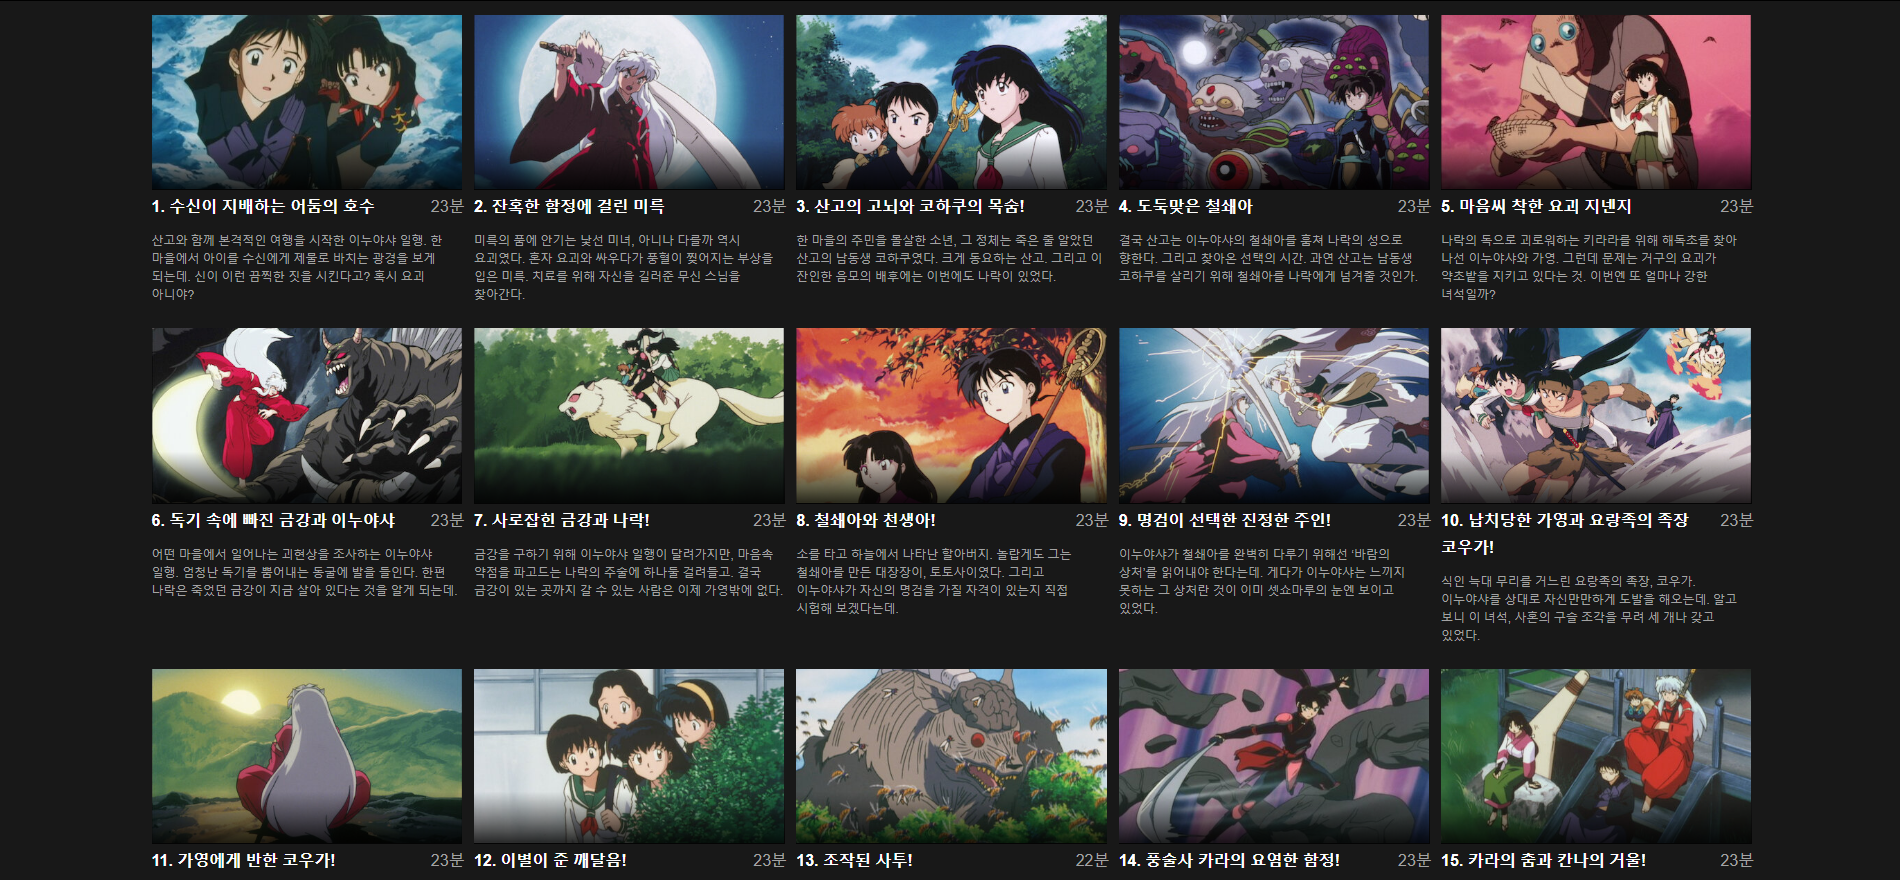 1. 수신이 지배하는 어둠의 호수 23분
산고와 함께 본격적인 여행을 시작한 이누야샤 일행. 한
마을에서 아이를 수신에게 제물로 바치는 광경을 보게
되는데. 신이 이런 끔찍한 짓을 시킨다고? 혹시 요괴
아니야?
2. 잔혹한 함정에 걸린 미륵 23분
미륵의 품에 안기는 낯선 미녀, 아니나 다를까 역시
요괴였다. 혼자 요괴와 싸우다가 풍혈이 찢어지는 부상을
입은 미륵. 치료를 위해 자신을 길러준 무신 스님을
찾아간다.
3. 산고의 고뇌와 코하쿠의 목숨! 23분
한 마을의 주민을 몰살한 소년, 그 정체는 죽은 줄 알았던
산고의 남동생 코하쿠였다. 크게 동요하는 산고. 그리고 이
잔인한 음모의 배후에는 이번에도 나락이 있었다.
4. 도둑맞은 철쇄아 23분
결국 산고는 이누야샤의 철쇄아를 훔쳐 나락의 성으로
향한다. 그리고 찾아온 선택의 시간. 과연 산고는 남동생
코하쿠를 살리기 위해 철쇄아를 나락에게 넘겨줄 것인가.
5. 마음씨 착한 요괴 지넨지 23분
나락의 독으로 괴로워하는 키라라를 위해 해독초를 찾아
나선 이누야샤와 가영. 그런데 문제는 거구의 요괴가
약초밭을 지키고 있다는 것. 이번엔 또 얼마나 강한
녀석일까?
6. 독기 속에 빠진 금강과 이누야샤 23분
어떤 마을에서 일어나는 괴현상을 조사하는 이누야샤
일행. 엄청난 독기를 뿜어내는 동굴에 발을 들인다. 한편
나락은 죽었던 금강이 지금 살아 있다는 것을 알게 되는데.
7. 사로잡힌 금강과 나락! 23분
금강을 구하기 위해 이누야샤 일행이 달려가지만, 마음속
약점을 파고드는 나락의 주술에 하나둘 걸려들고. 결국
금강이 있는 곳까지 갈 수 있는 사람은 이제 가영밖에 없다.
8. 철쇄아와 천생아! 23분
소를 타고 하늘에서 나타난 할아버지. 놀랍게도 그는
철쇄아를 만든 대장장이, 토토사이였다. 그리고
이누야샤가 자신의 명검을 가질 자격이 있는지 직접
시험해 보겠다는데.
9. 명검이 선택한 진정한 주인! 23분
이누야샤가 철쇄아를 완벽히 다루기 위해선 '바람의
상처'를 읽어내야 한다는데. 게다가 이누야샤는 느끼지
못하는 그 상처란 것이 이미 셋쇼마루의 눈엔 보이고
있었다.
10. 납치당한 가영과 요랑족의 족장 23분
코우가!
식인 늑대 무리를 거느린 요랑족의 족장, 코우가.
이누야샤를 상대로 자신만만하게 도발을 해오는데. 알고
보니 이 녀석, 사혼의 구슬 조각을 무려 세 개나 갖고
있었다.
11. 가영에게 반한 코우가! 23분
12. 이별이 준 깨달음! 23분
13. 조작된 사투! 22분
14. 풍술사 카라의 요염한 함정! 23분
15. 카라의 춤과 칸나의 거울! 23분